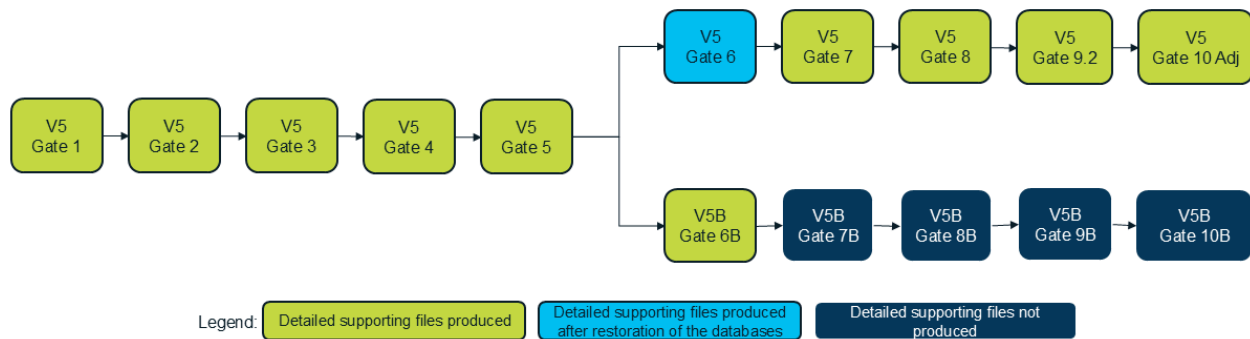 V5
Gate 6
V5
Gate 7
V5
Gate 8
V5
Gate 9.2
V5
Gate 10 Adj
V5
Gate 1
V5
Gate 2
V5
Gate 3
V5
Gate 4
V5
Gate 5
V5B
Gate 6B
V5B
Gate 7B
V5B
Gate 8B
V5B
Gate 9B
V5B
Gate 10B
Legend:
Detailed supporting files produced
Detailed supporting files produced
after restoration of the databases
Detailed supporting files not
produced